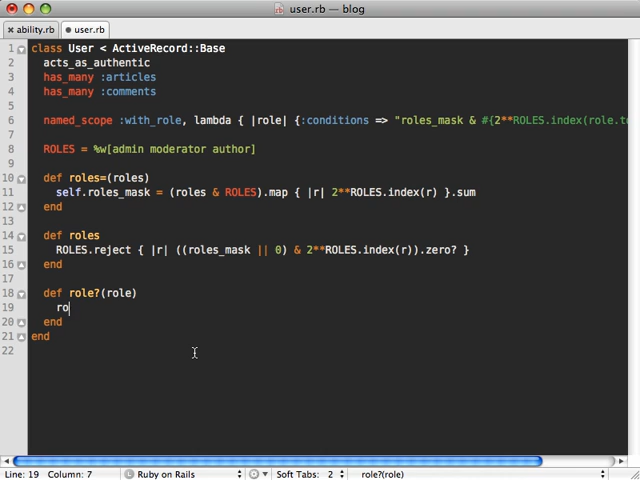 user.rb — blog
ability.rb
user.rb
1 class User < ActiveRecord::Base
2 acts_as_authentic
3 has_many :articles
4 has_many :comments
5
6 named_scope :with_role, lambda { |role| {:conditions => "roles_mask & #{2**ROLES.index(role.t
7
8 ROLES = %w[admin moderator author]
9
10 def roles=(roles)
11 self.roles_mask = (roles & ROLES).map { |r| 2**ROLES.index(r) }.sum
12 end
13
14 def roles
15 ROLES.reject { |r| ((roles_mask || 0) & 2**ROLES.index(r)).zero? }
16 end
17
18 def role?(role)
19 ro
20 end
21 end
22
Line: 19 Column: 7 Ruby on Rails Soft Tabs: 2 role?(role)